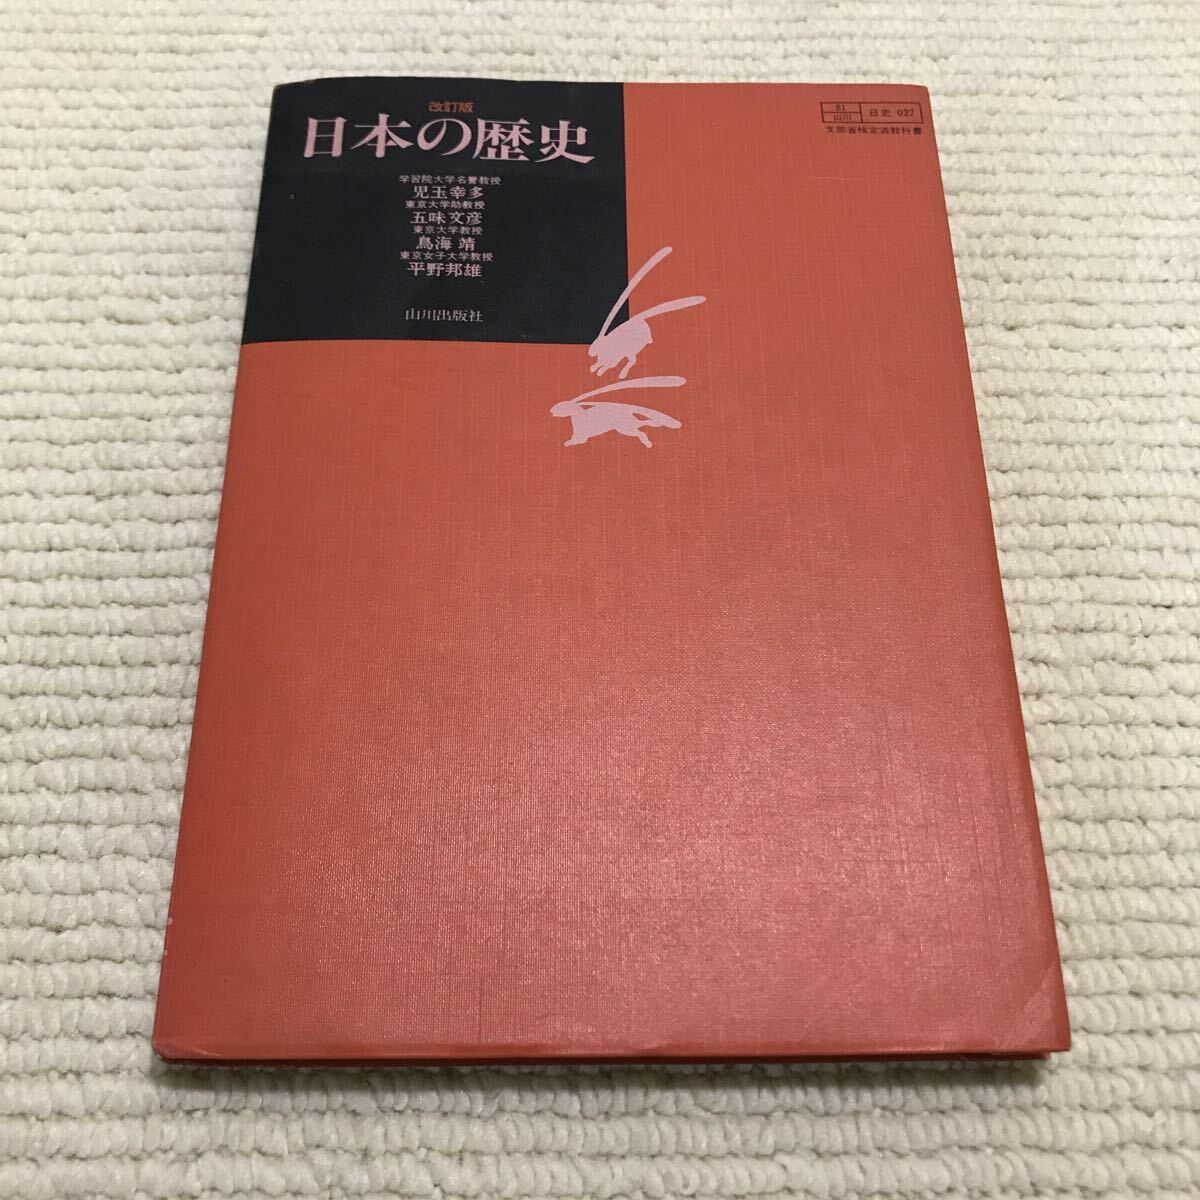 改訂版
日本の歴史
学習院大学名誉教授
児玉幸多
東京大学助教授
五味文彦
東京大学教授
鳥海 靖
東京女子大学教授
平野邦雄
山川出版社
81
山川
日史 027
文部省検定済教科書